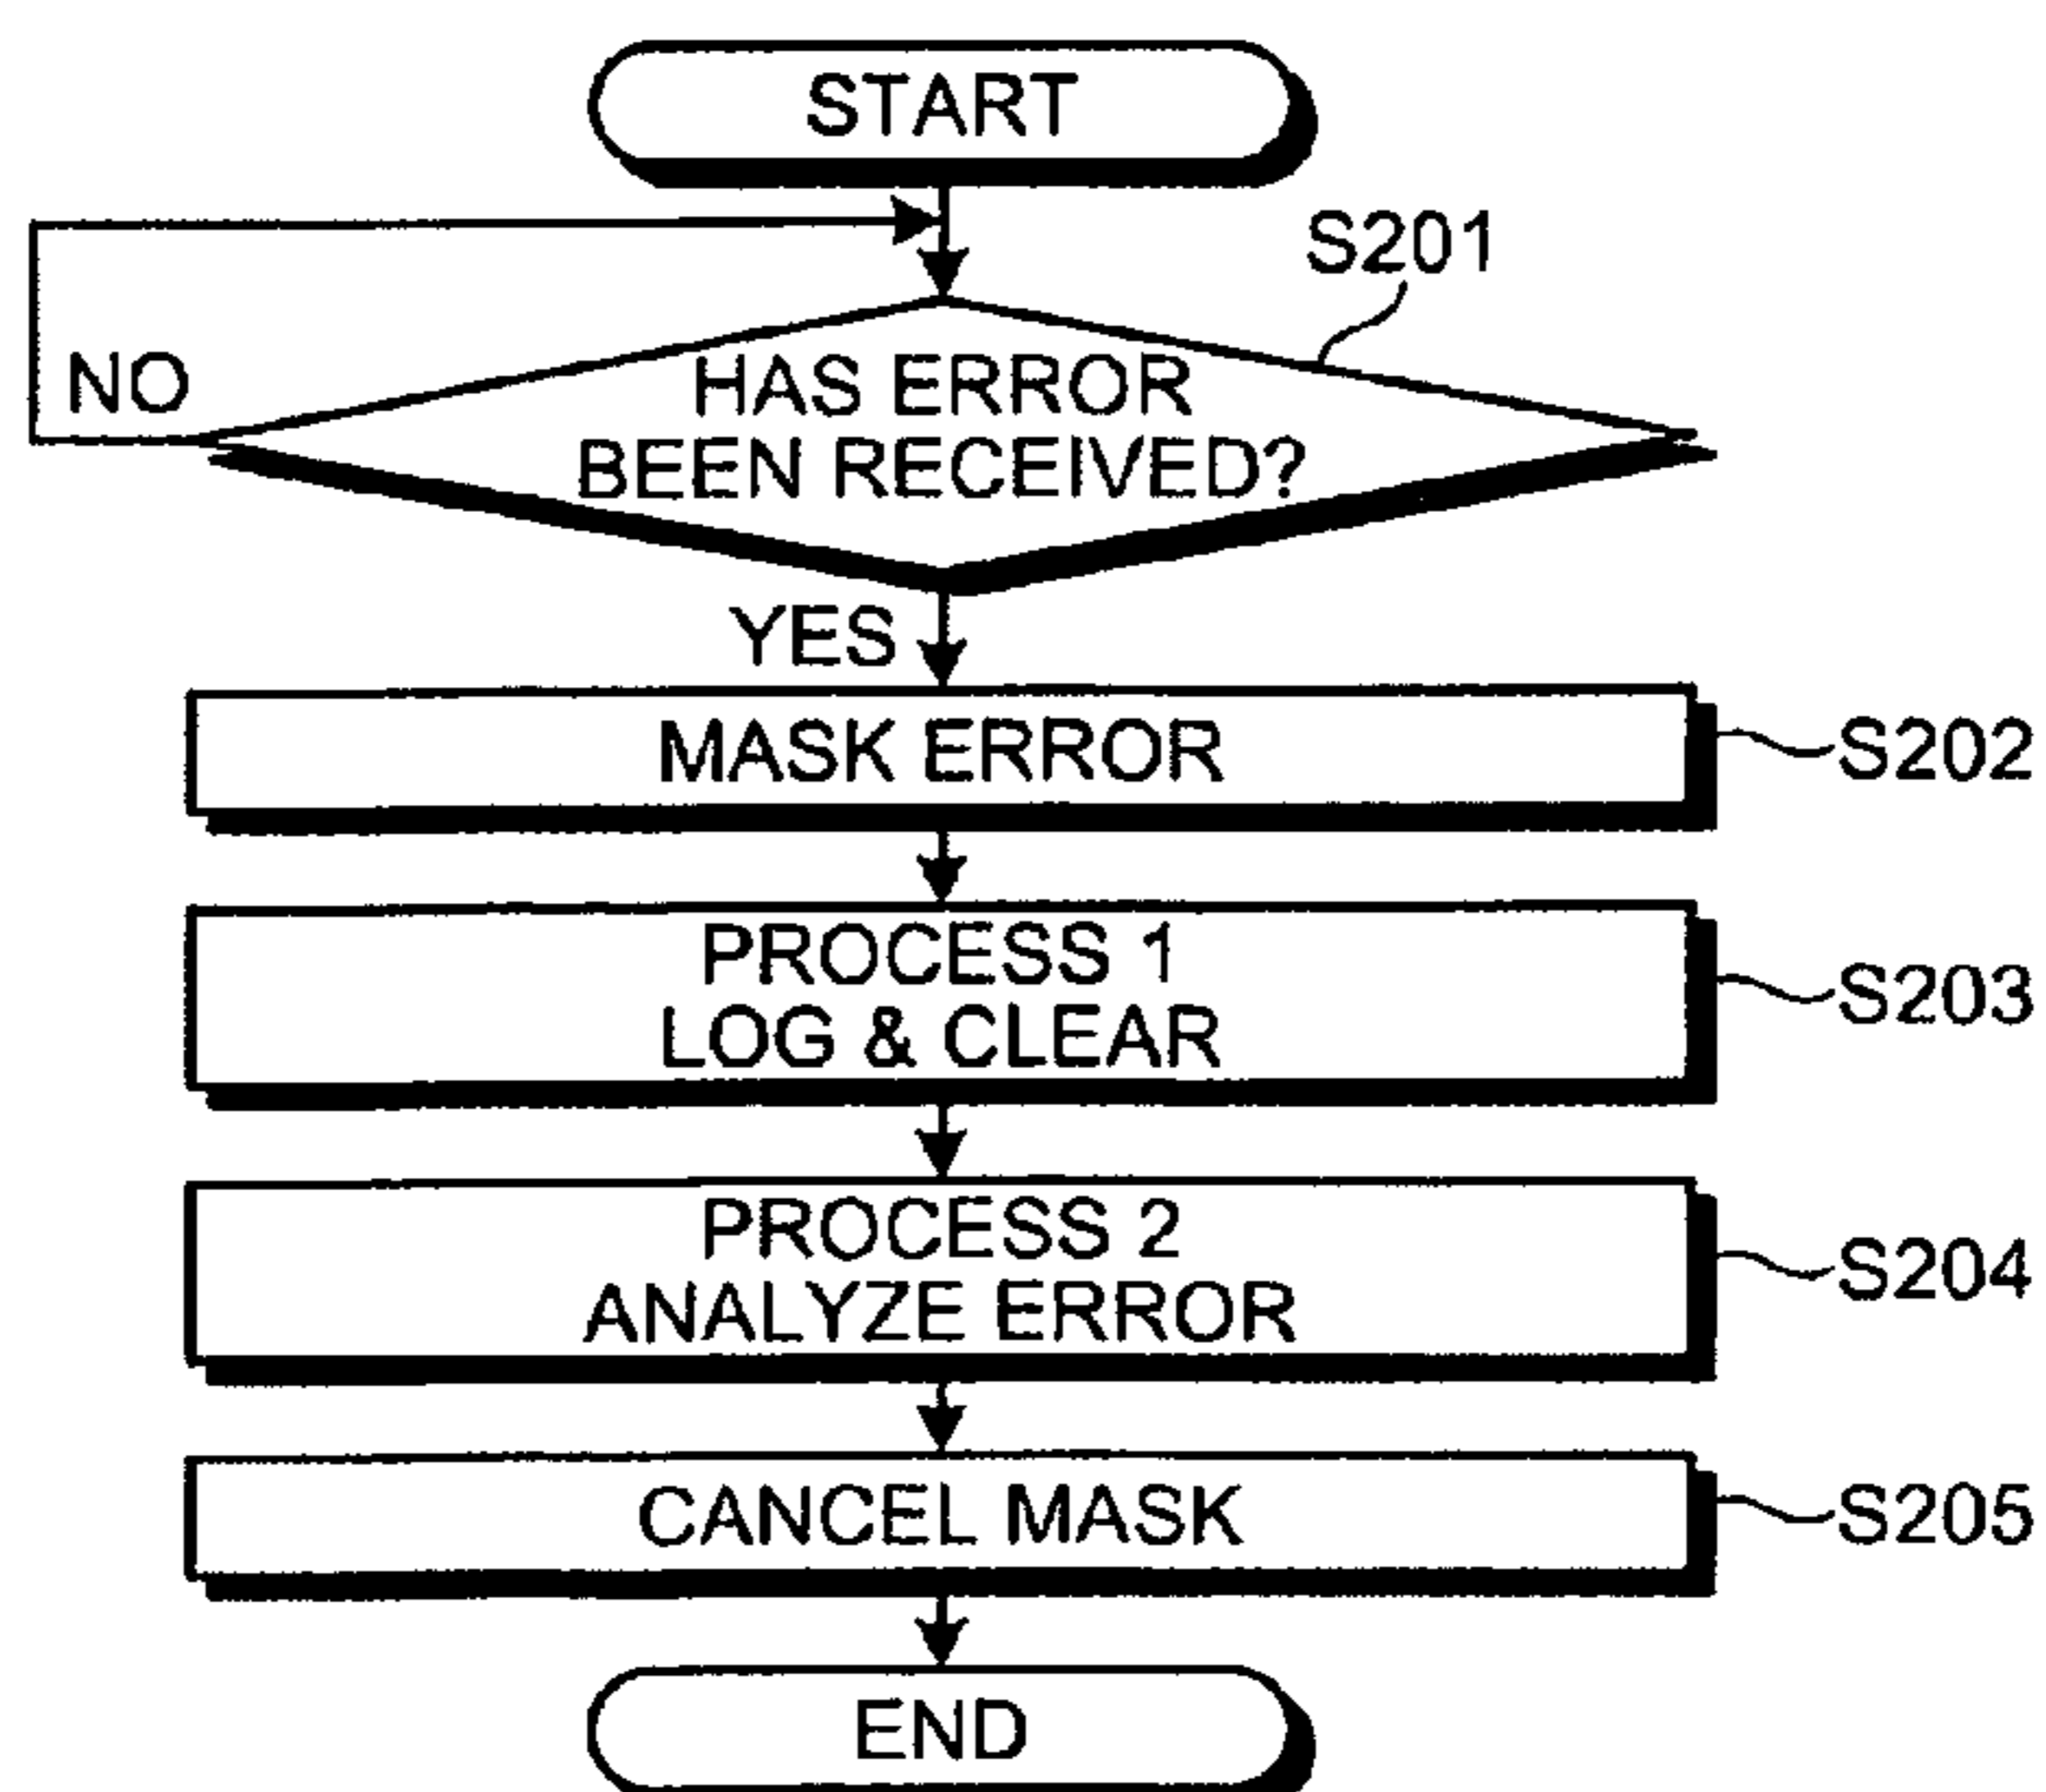 START
S201
NO
HAS ERROR
BEEN RECEIVED?
YES
MASK ERROR
S202
PROCESS 1
LOG & CLEAR
S203
PROCESS 2
ANALYZE ERROR
S204
CANCEL MASK
S205
END